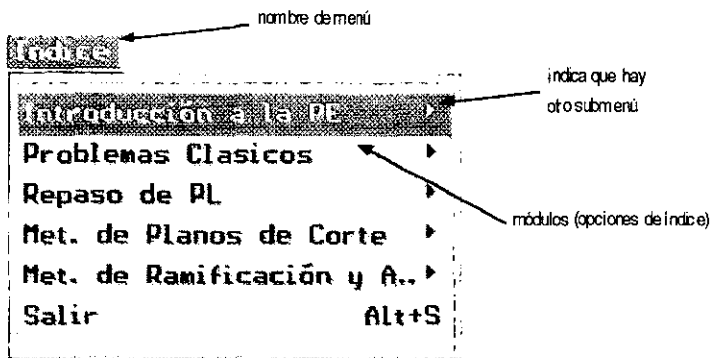 nombre de menú
Indice
indica que hay
otro submenú
Introducción a la PE
Problemas Clasicos
Repaso de PL
módulos (opciones de índice)
Met. de Planos de Corte
Met. de Ramificación y A..
Salir Alt+S